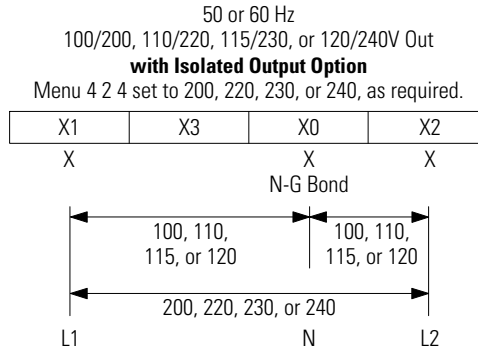 50 or 60 Hz
100/200, 110/220, 115/230, or 120/240V Out
with Isolated Output Option
Menu 4 2 4 set to 200, 220, 230, or 240, as required.
X1 X3 X0 X2
X X X
N-G Bond
100, 110, 100, 110,
115, or 120 115, or 120
200, 220, 230, or 240
L1 N L2